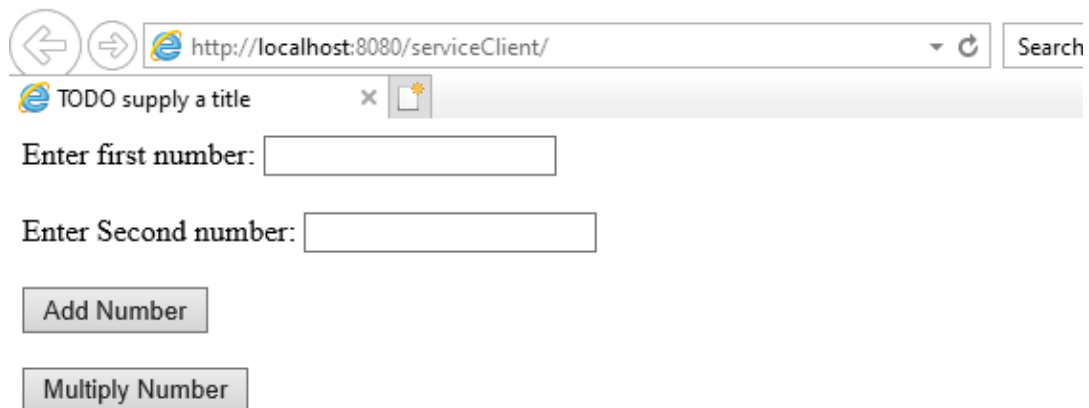 http://localhost:8080/serviceClient/
Search
TODO supply a title
Enter first number:
Enter Second number:
Add Number
Multiply Number